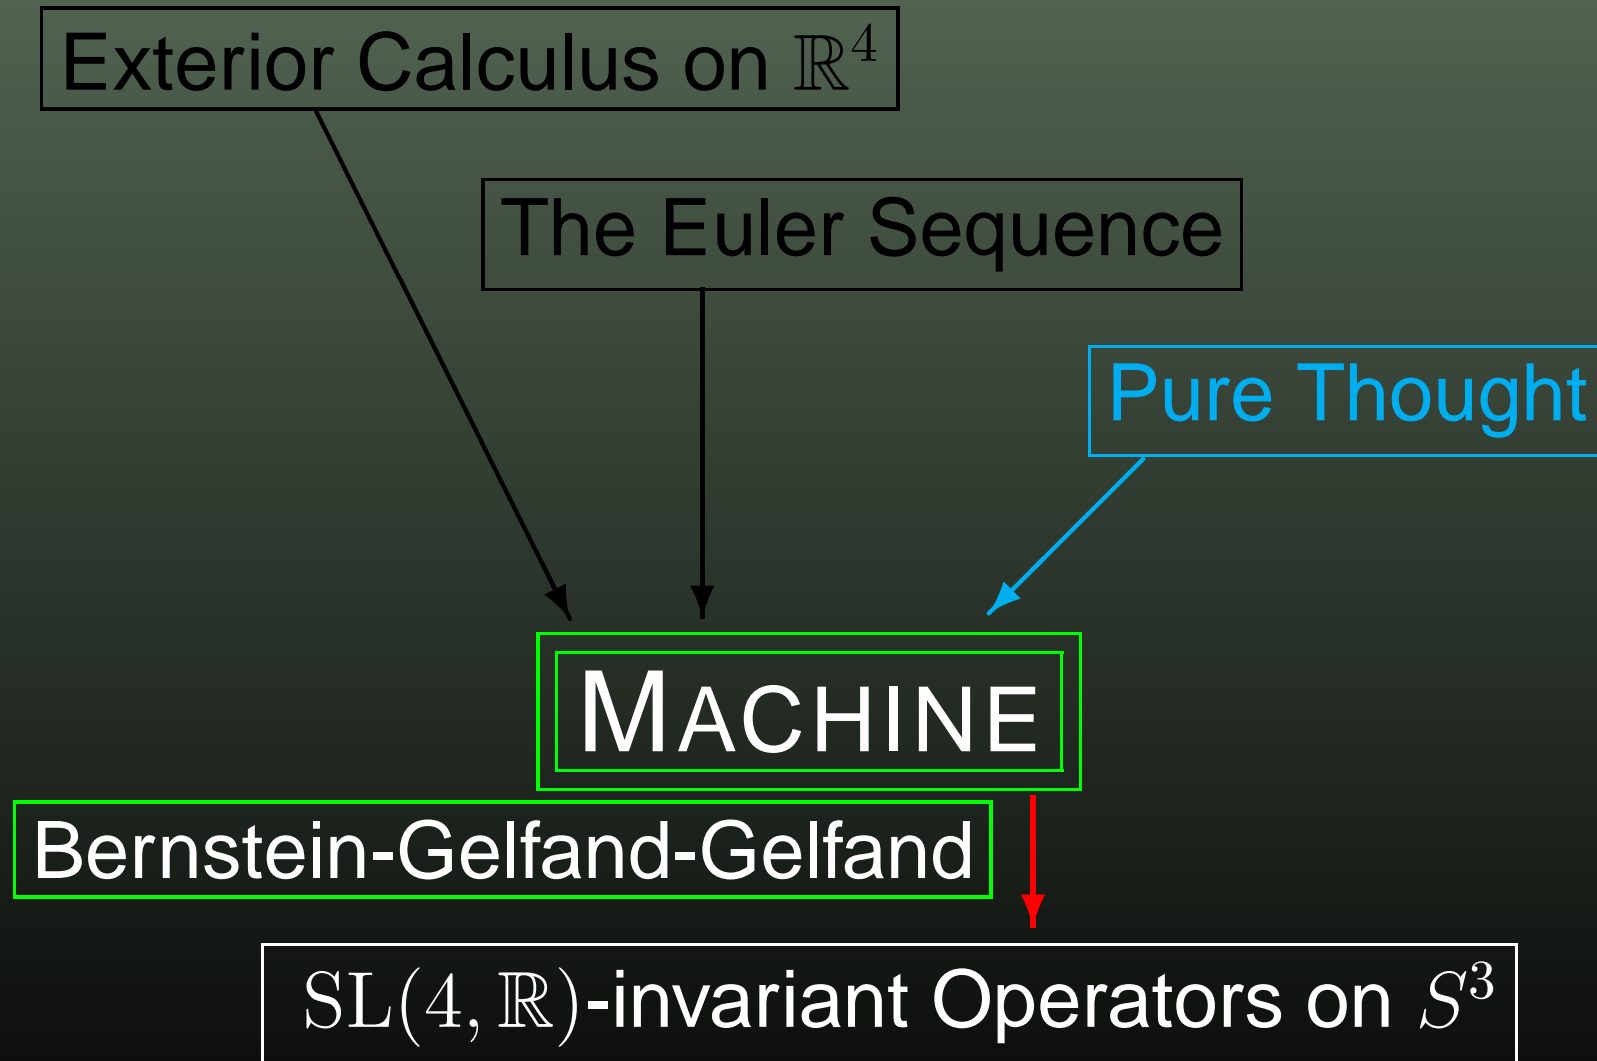 Exterior Calculus on ℝ⁴
The Euler Sequence
Pure Thought
MACHINE
Bernstein-Gelfand-Gelfand
SL(4, ℝ)-invariant Operators on S³